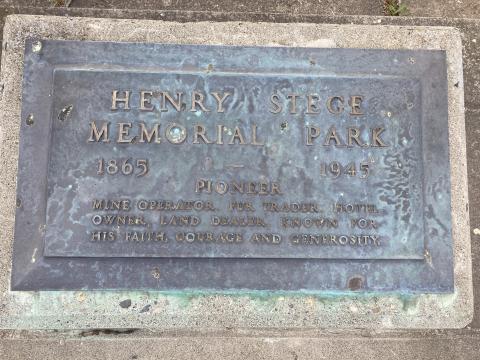 HENRY STEGE
MEMORIAL PARK
1865 — 1945
PIONEER
MINE OPERATOR, FUR TRADER, HOTEL
OWNER, LAND DEALER, KNOWN FOR
HIS FAITH, COURAGE AND GENEROSITY.